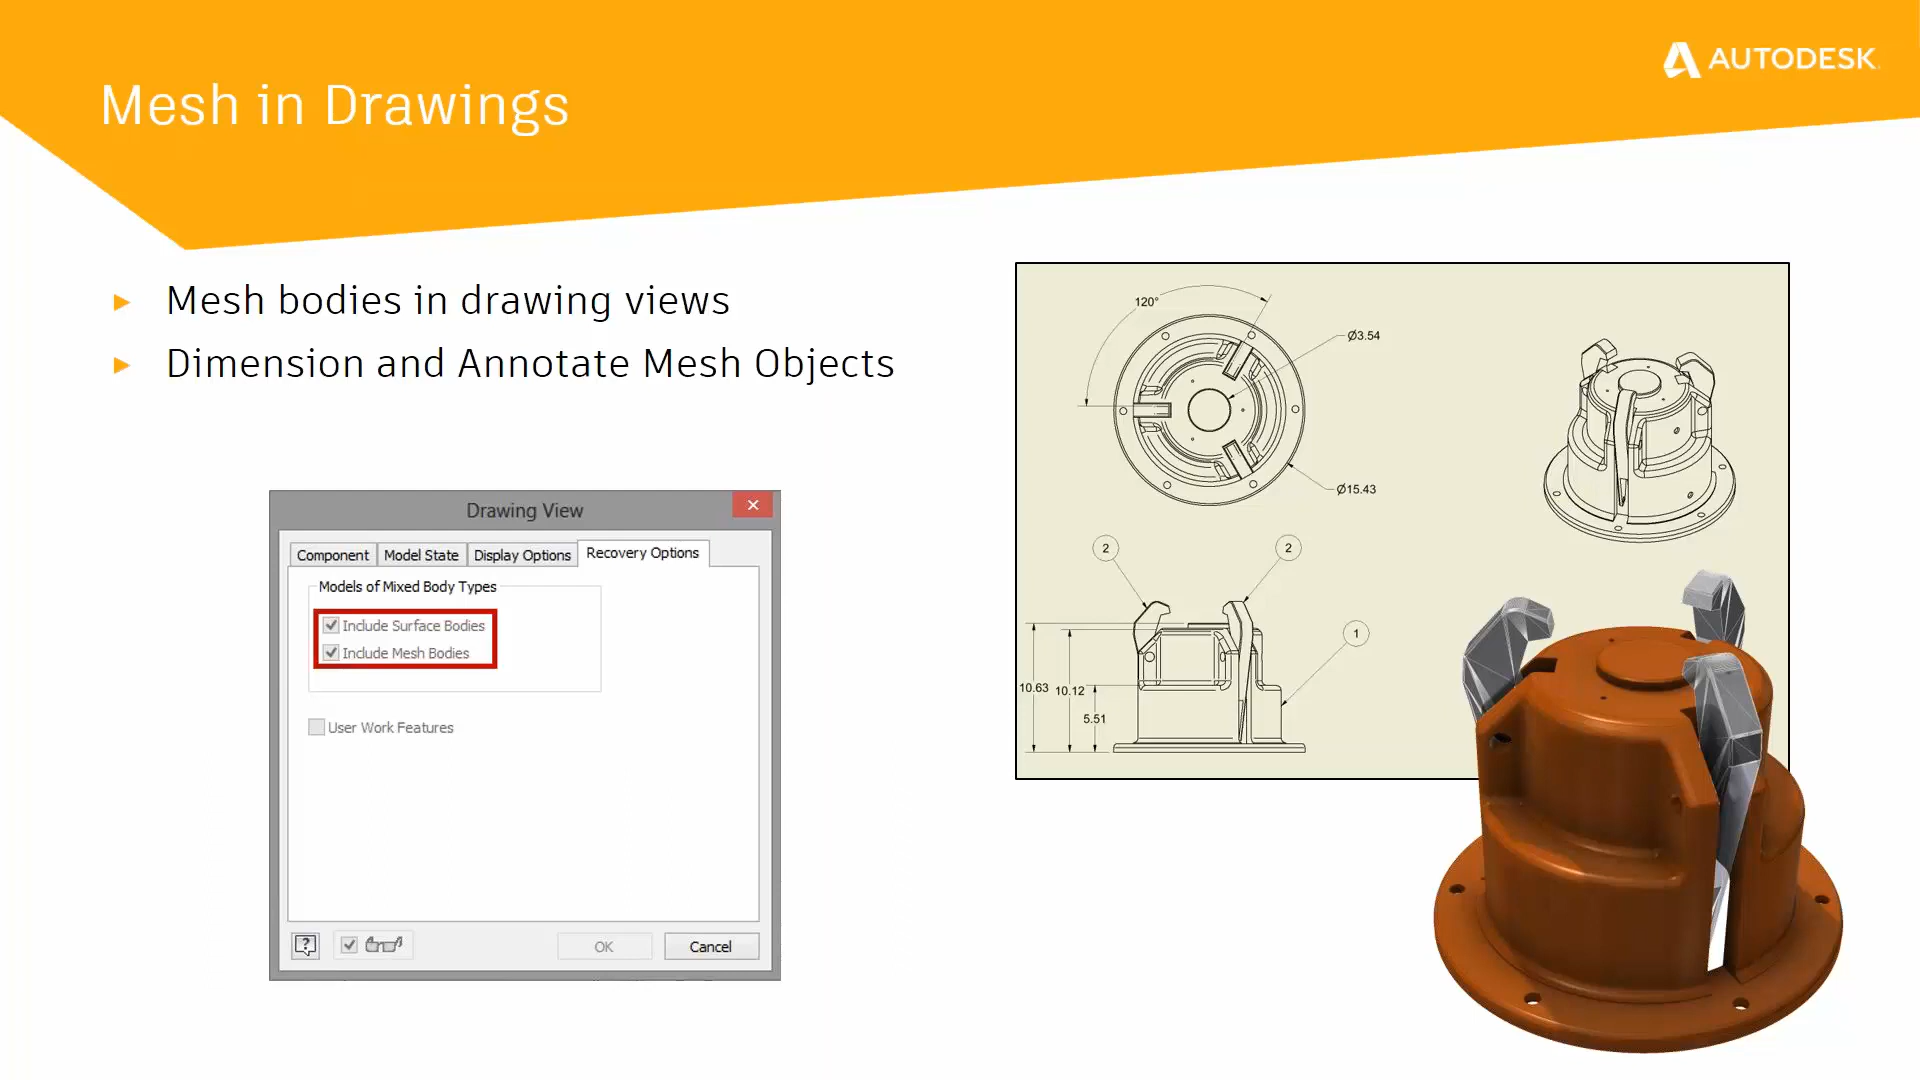 AUTODESK
Mesh in Drawings
Mesh bodies in drawing views
Dimension and Annotate Mesh Objects
Drawing View
Component
Model State
Display Options
Recovery Options
Models of Mixed Body Types
Include Surface Bodies
Include Mesh Bodies
User Work Features
?
OK
Cancel
120°
Ø3.54
Ø15.43
2
2
1
10.63
10.12
5.51